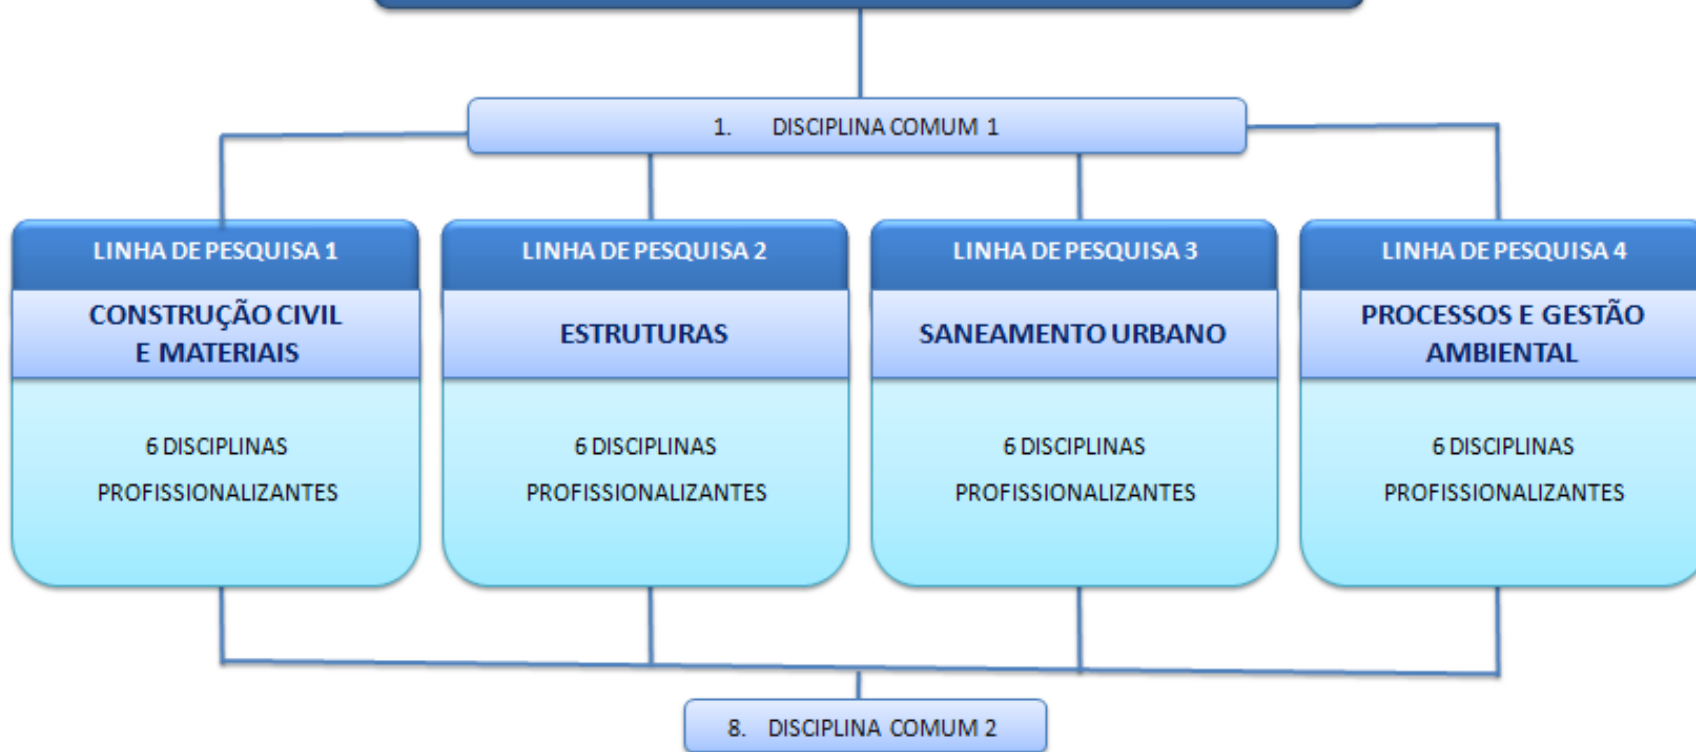 1. DISCIPLINA COMUM 1
LINHA DE PESQUISA 1
CONSTRUÇÃO CIVIL
E MATERIAIS
6 DISCIPLINAS
PROFISSIONALIZANTES
LINHA DE PESQUISA 2
ESTRUTURAS
6 DISCIPLINAS
PROFISSIONALIZANTES
LINHA DE PESQUISA 3
SANEAMENTO URBANO
6 DISCIPLINAS
PROFISSIONALIZANTES
LINHA DE PESQUISA 4
PROCESSOS E GESTÃO
AMBIENTAL
6 DISCIPLINAS
PROFISSIONALIZANTES
8. DISCIPLINA COMUM 2